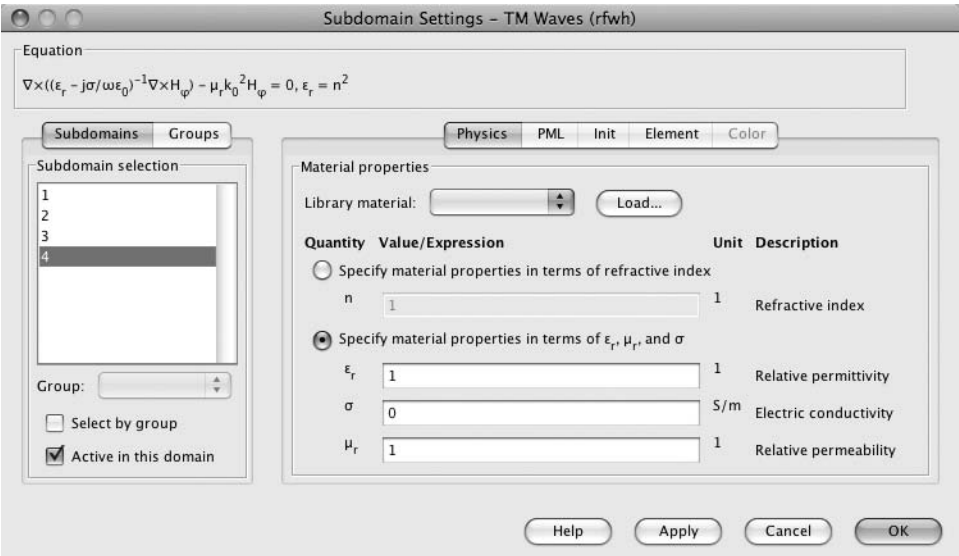 Subdomain Settings – TM Waves (rfwh)
Equation
∇×((εᵣ – jσ/ωε₀)⁻¹∇×Hᵩ) – μᵣk₀²Hᵩ = 0, εᵣ = n²
Subdomains Groups
Subdomain selection
1
2
3
4
Group:
Select by group
Active in this domain
Physics PML Init Element Color
Material properties
Library material: Load...
Quantity Value/Expression Unit Description
Specify material properties in terms of refractive index
n 1 1 Refractive index
Specify material properties in terms of εᵣ, μᵣ, and σ
εᵣ 1 1 Relative permittivity
σ 0 S/m Electric conductivity
μᵣ 1 1 Relative permeability
Help Apply Cancel OK